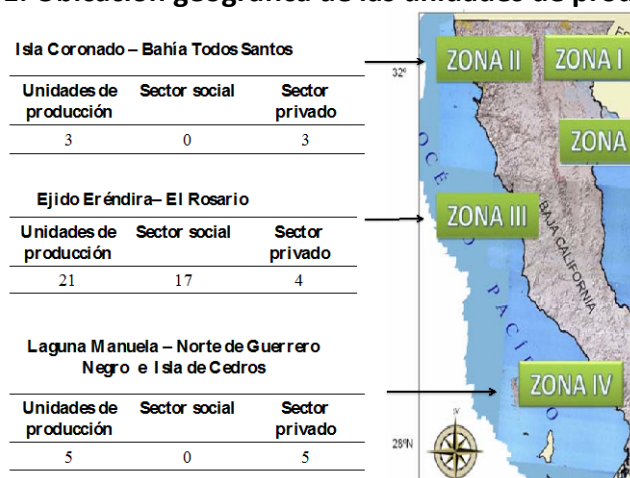 Isla Coronado – Bahía Todos Santos
Unidades de producción Sector social Sector privado
3 0 3
Ejido Eréndira– El Rosario
Unidades de producción Sector social Sector privado
21 17 4
Laguna Manuela – Norte de Guerrero
Negro e Isla de Cedros
Unidades de producción Sector social Sector privado
5 0 5
32°
28°N
ZONA II
ZONA I
ZONA
ZONA III
ZONA IV
OCÉ O PACÍ O
BAJA CALIFORNIA
N